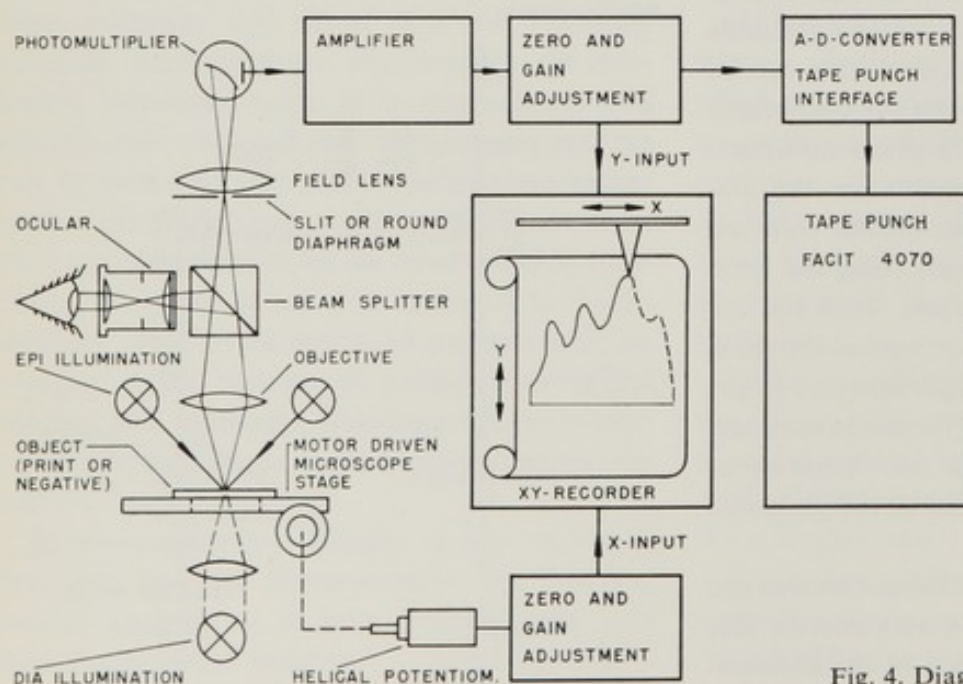 PHOTOMULTIPLIER
AMPLIFIER
ZERO AND
GAIN
ADJUSTMENT
A-D-CONVERTER
TAPE PUNCH
INTERFACE
Y-INPUT
FIELD LENS
SLIT OR ROUND
DIAPHRAGM
X
TAPE PUNCH
FACIT 4070
OCULAR
BEAM SPLITTER
EPI ILLUMINATION
OBJECTIVE
Y
OBJECT
(PRINT OR
NEGATIVE)
MOTOR DRIVEN
MICROSCOPE
STAGE
XY-RECORDER
X-INPUT
ZERO AND
GAIN
ADJUSTMENT
DIA ILLUMINATION
HELICAL POTENTIOM.
Fig. 4. Diag